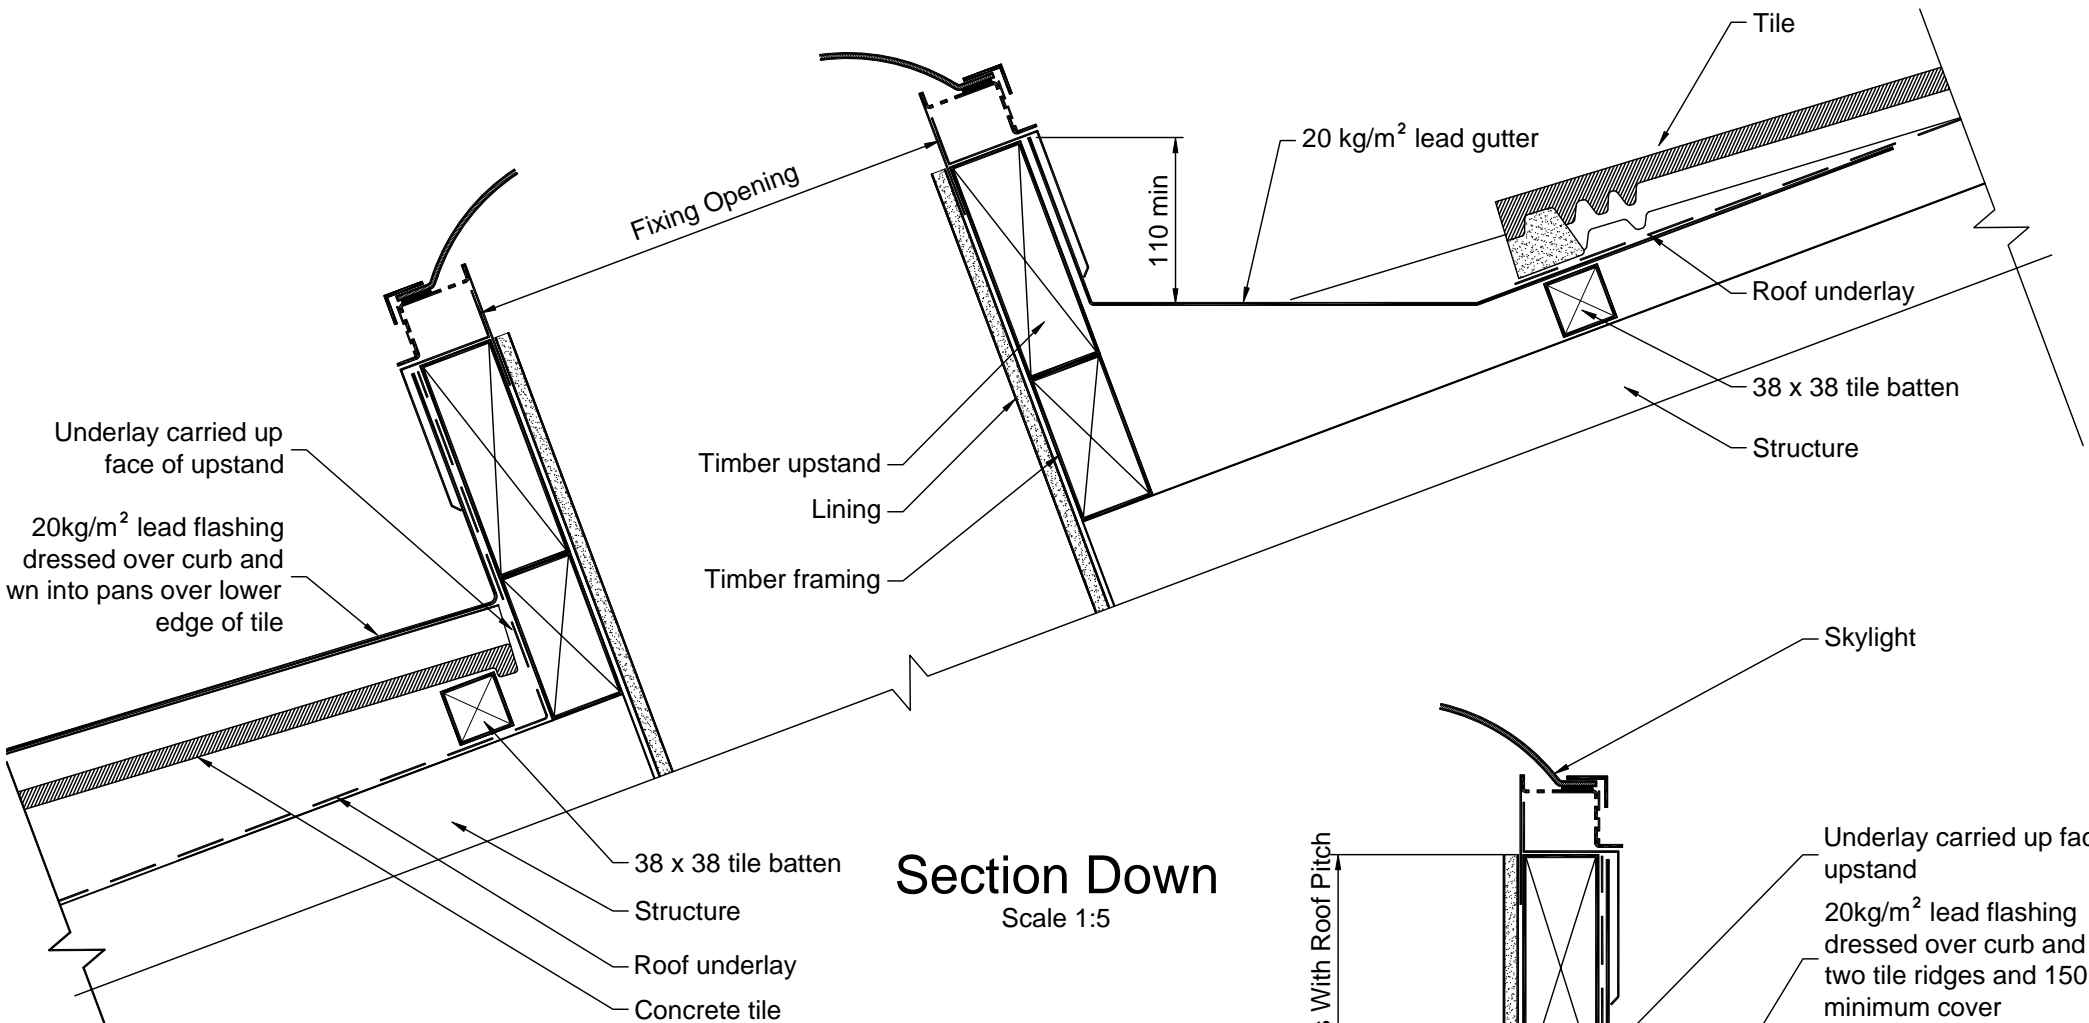 Tile
20 kg/m² lead gutter
Fixing Opening
110 min
Roof underlay
38 x 38 tile batten
Structure
Underlay carried up
face of upstand
20kg/m² lead flashing
dressed over curb and
wn into pans over lower
edge of tile
Timber upstand
Lining
Timber framing
38 x 38 tile batten
Structure
Roof underlay
Concrete tile
Section Down
Scale 1:5
Skylight
s With Roof Pitch
Underlay carried up fac
upstand
20kg/m² lead flashing
dressed over curb and
two tile ridges and 150
minimum cover